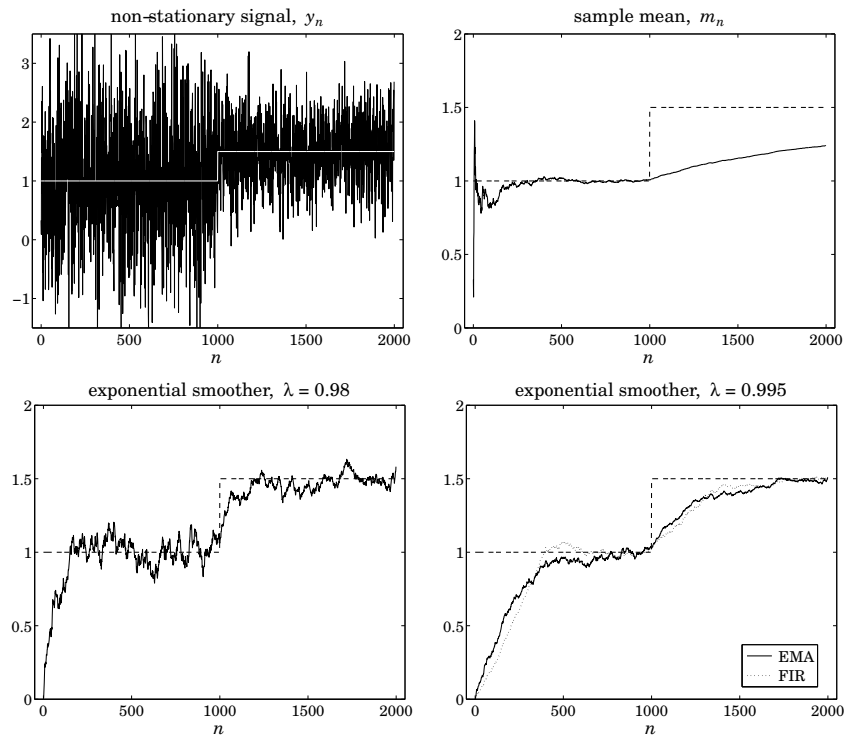 non-stationary signal, yₙ
3
2
1
0
−1
0 500 1000 1500 2000
n
sample mean, mₙ
2
1.5
1
0.5
0
0 500 1000 1500 2000
n
exponential smoother, λ = 0.98
2
1.5
1
0.5
0
0 500 1000 1500 2000
n
exponential smoother, λ = 0.995
2
1.5
1
0.5
0
EMA
FIR
0 500 1000 1500 2000
n